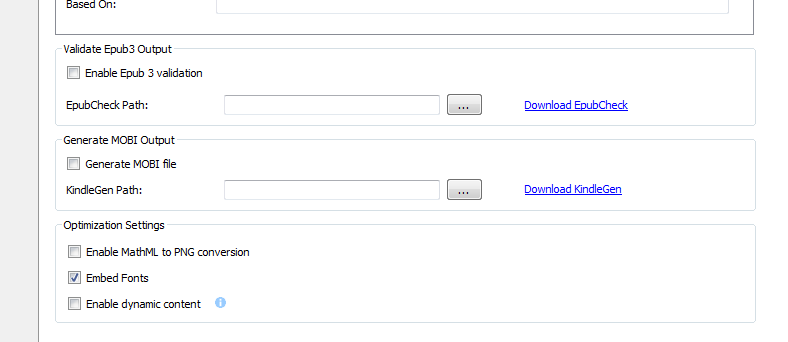 Based On:
Validate Epub3 Output
Enable Epub 3 validation
EpubCheck Path: ... Download EpubCheck
Generate MOBI Output
Generate MOBI file
KindleGen Path: ... Download KindleGen
Optimization Settings
Enable MathML to PNG conversion
Embed Fonts
Enable dynamic content